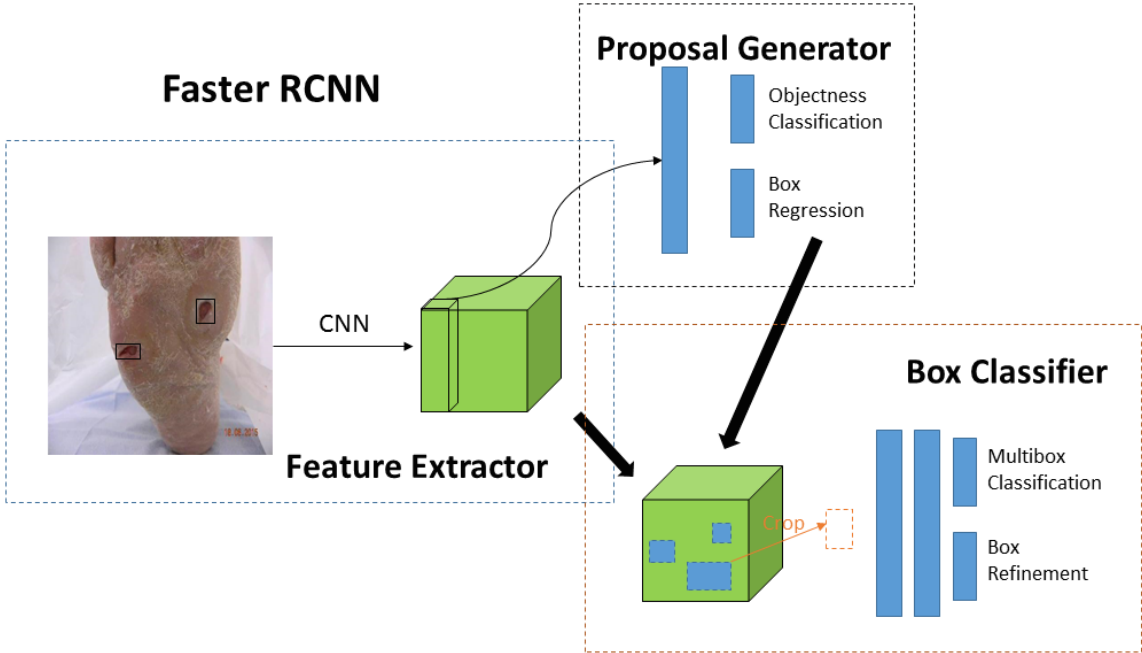 Proposal Generator
Faster RCNN
Objectness
Classification
Box
Regression
CNN
Feature Extractor
Box Classifier
Crop
Multibox
Classification
Box
Refinement